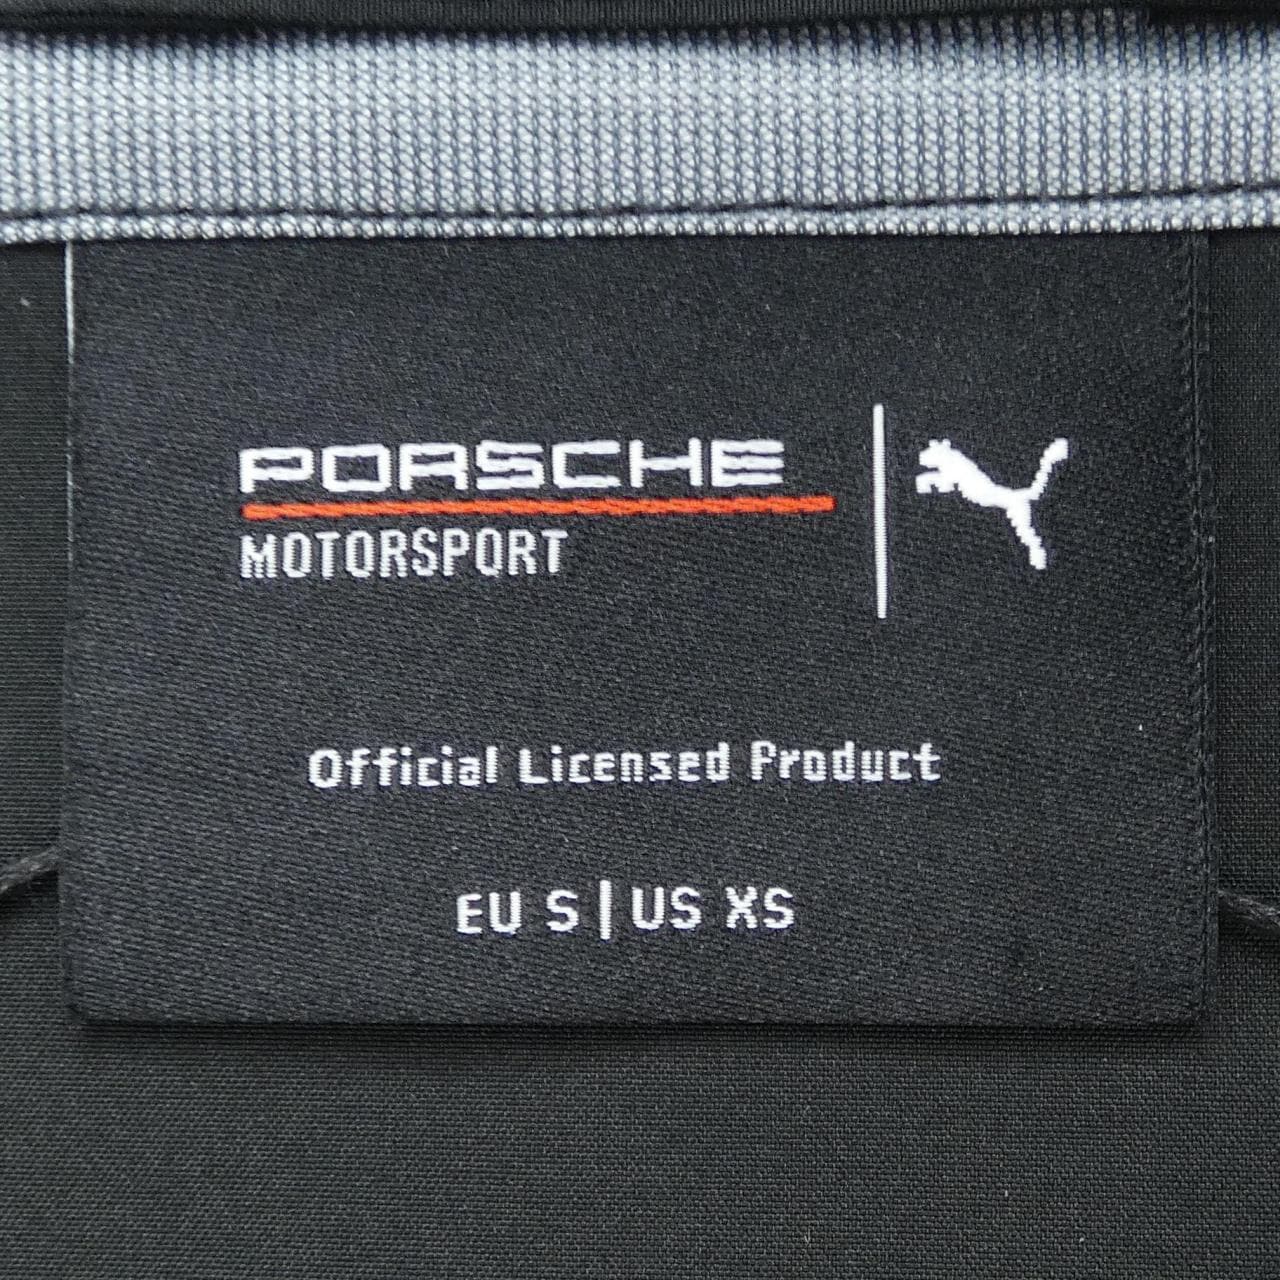 PORSCHE
MOTORSPORT
Official Licensed Product
EU S | US XS